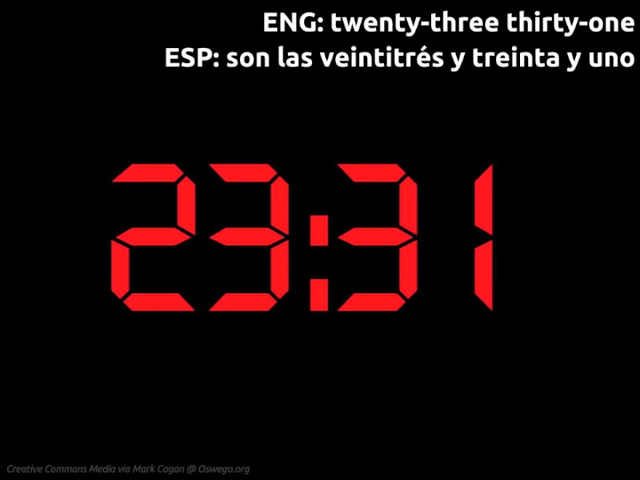 ENG: twenty-three thirty-one
ESP: son las veintitrés y treinta y uno
23:31
Creative Commons Media via Mark Cogan @ Oswego.org